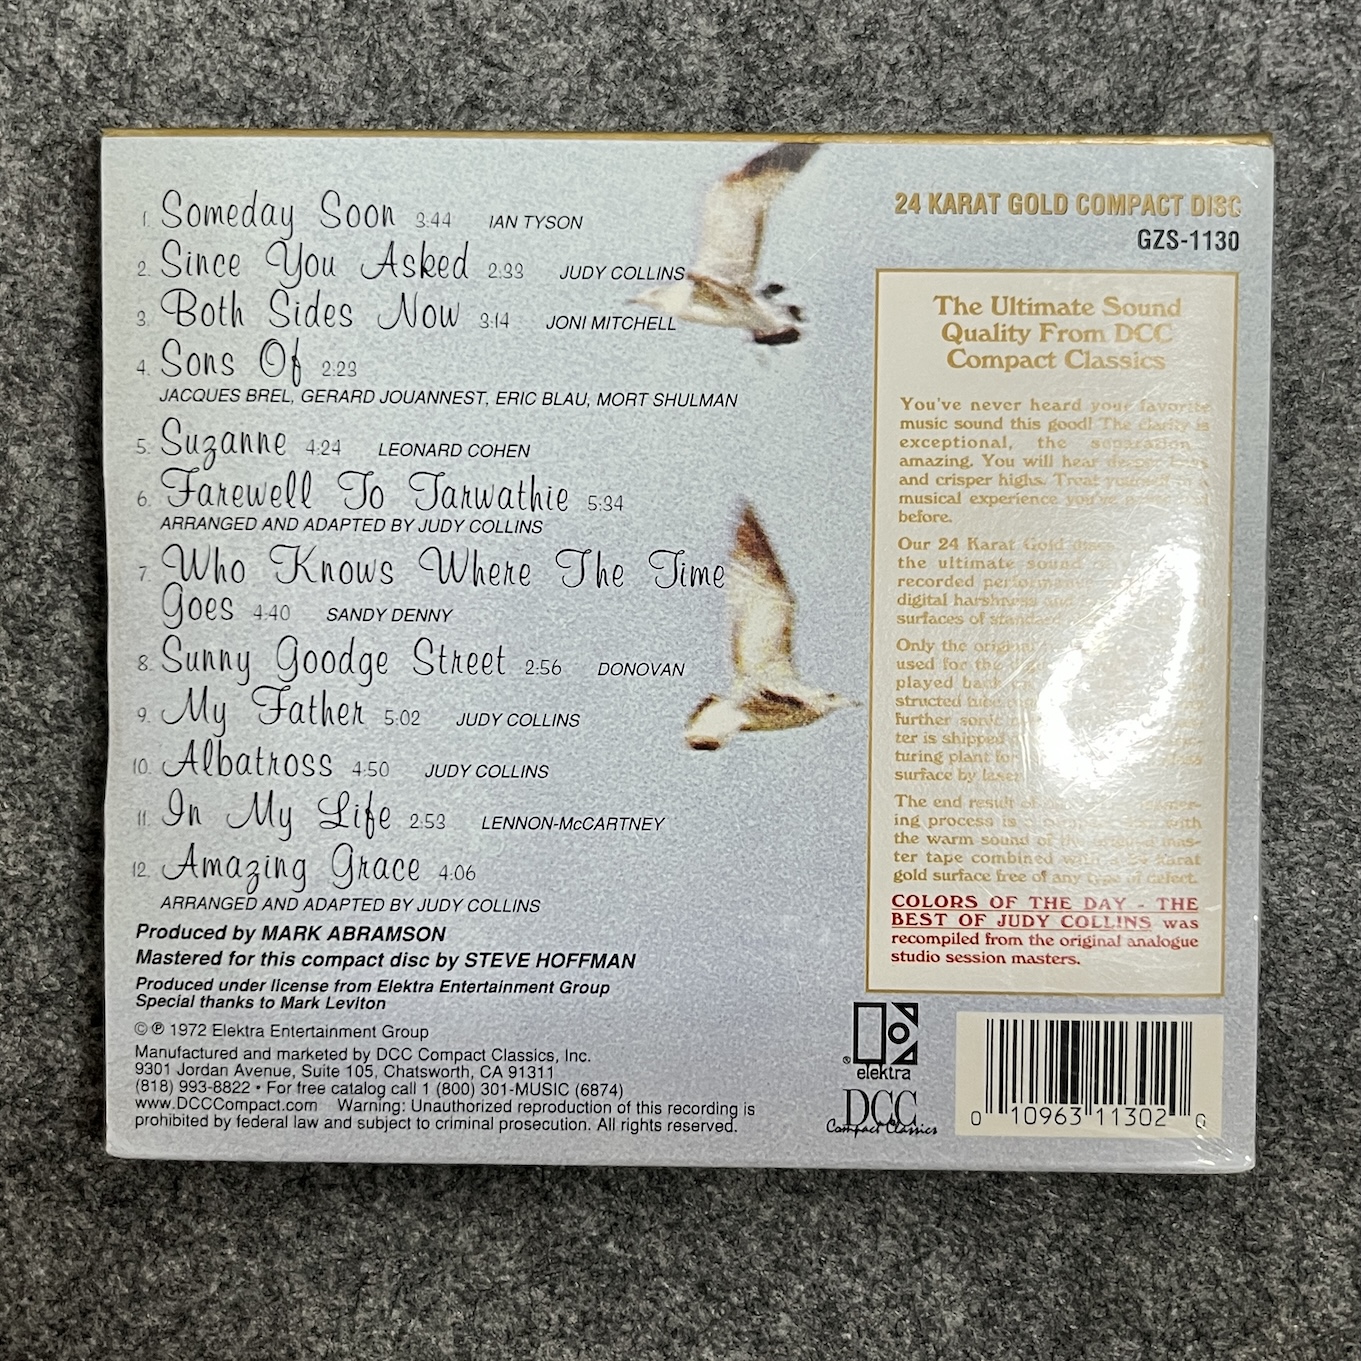 1. Someday Soon 3:44 IAN TYSON
2. Since You Asked 2:33 JUDY COLLINS
3. Both Sides Now 3:14 JONI MITCHELL
4. Sons Of 2:23
JACQUES BREL, GERARD JOUANNEST, ERIC BLAU, MORT SHULMAN
5. Suzanne 4:24 LEONARD COHEN
6. Farewell To Tarwathie 5:34
ARRANGED AND ADAPTED BY JUDY COLLINS
7. Who Knows Where The Time
Goes 4:40 SANDY DENNY
8. Sunny Goodge Street 2:56 DONOVAN
9. My Father 5:02 JUDY COLLINS
10. Albatross 4:50 JUDY COLLINS
11. In My Life 2:53 LENNON-McCARTNEY
12. Amazing Grace 4:06
ARRANGED AND ADAPTED BY JUDY COLLINS
Produced by MARK ABRAMSON
Mastered for this compact disc by STEVE HOFFMAN
Produced under license from Elektra Entertainment Group
Special thanks to Mark Leviton
© ℗ 1972 Elektra Entertainment Group
Manufactured and marketed by DCC Compact Classics, Inc.
9301 Jordan Avenue, Suite 105, Chatsworth, CA 91311
(818) 993-8822 • For free catalog call 1 (800) 301-MUSIC (6874)
www.DCCCompact.com Warning: Unauthorized reproduction of this recording is
prohibited by federal law and subject to criminal prosecution. All rights reserved.
24 KARAT GOLD COMPACT DISC
GZS-1130
The Ultimate Sound
Quality From DCC
Compact Classics
You've never heard your favorite
music sound this good! The clarity is
exceptional, the separation
amazing. You will hear
and crisper highs. Treat yourself
musical experience you've
before.
Our 24 Karat Gold
the ultimate sound
recorded
digital harshness
surfaces of
Only the original
used for the
played back
further sonic
ter is shipped
turing plant for
surface by laser
The end result
ing process is with
the warm sound of the original mas-
ter tape combined Karat
gold surface free of any type of defect.
COLORS OF THE DAY - THE
BEST OF JUDY COLLINS was
recompiled from the original analogue
studio session masters.
® elektra
DCC
Compact Classics
0 10963 11302 6